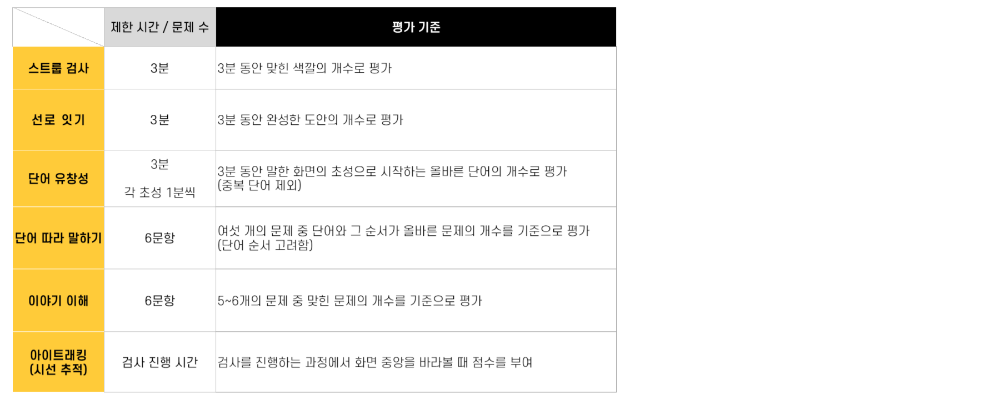 제한 시간 / 문제 수
평가 기준
스트룹 검사
3분
3분 동안 맞힌 색깔의 개수로 평가
선로 잇기
3분
3분 동안 완성한 도안의 개수로 평가
단어 유창성
3분
각 초성 1분씩
3분 동안 말한 화면의 초성으로 시작하는 올바른 단어의 개수로 평가
(중복 단어 제외)
단어 따라 말하기
6문항
여섯 개의 문제 중 단어와 그 순서가 올바른 문제의 개수를 기준으로 평가
(단어 순서 고려함)
이야기 이해
6문항
5~6개의 문제 중 맞힌 문제의 개수를 기준으로 평가
아이트래킹
(시선 추적)
검사 진행 시간
검사를 진행하는 과정에서 화면 중앙을 바라볼 때 점수를 부여